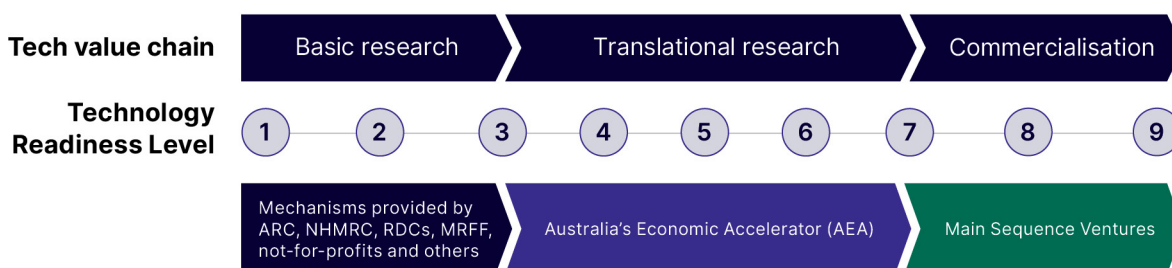 Tech value chain
Basic research
Translational research
Commercialisation
Technology
Readiness Level
1 2 3 4 5 6 7 8 9
Mechanisms provided by
ARC, NHMRC, RDCs, MRFF,
not-for-profits and others
Australia’s Economic Accelerator (AEA)
Main Sequence Ventures